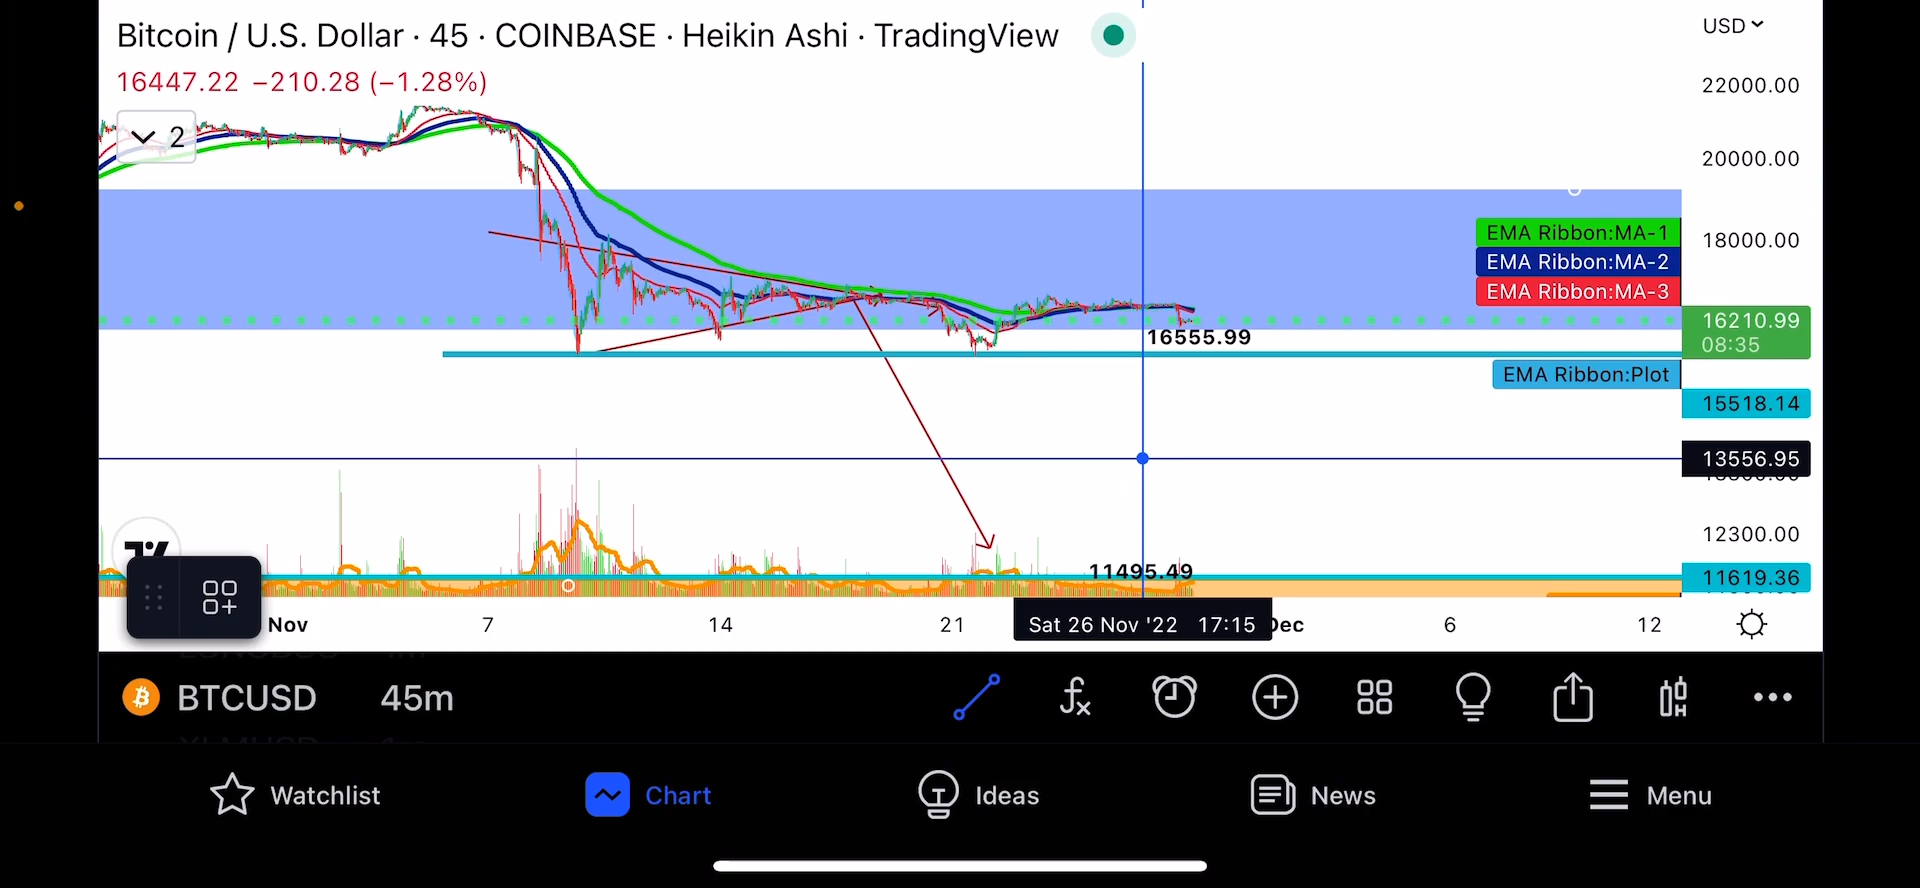 Bitcoin / U.S. Dollar · 45 · COINBASE · Heikin Ashi · TradingView
USD
16447.22 −210.28 (−1.28%)
2
22000.00
20000.00
18000.00
EMA Ribbon:MA-1
EMA Ribbon:MA-2
EMA Ribbon:MA-3
16210.99
08:35
16555.99
EMA Ribbon:Plot
15518.14
13556.95
12300.00
11495.49
11619.36
Nov
7
14
21
Sat 26 Nov '22 17:15
Dec
6
12
BTCUSD 45m
Watchlist
Chart
Ideas
News
Menu